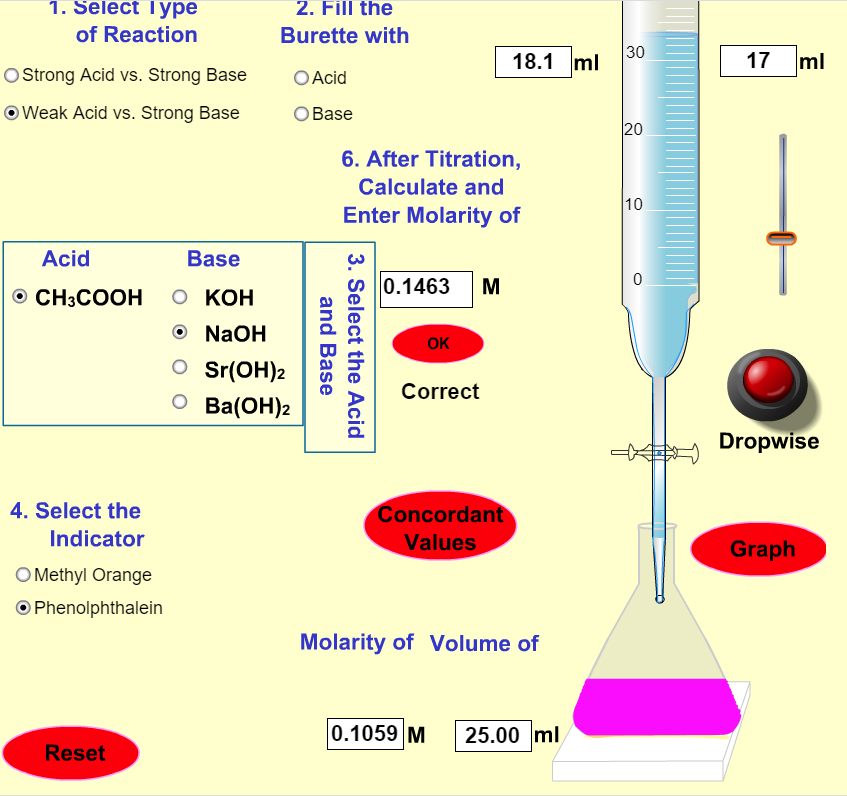 1. Select Type
of Reaction
Strong Acid vs. Strong Base
Weak Acid vs. Strong Base
2. Fill the
Burette with
Acid
Base
18.1 ml
17 ml
30
20
10
0
6. After Titration,
Calculate and
Enter Molarity of
Acid
Base
CH₃COOH
KOH
NaOH
Sr(OH)₂
Ba(OH)₂
3. Select the Acid
and Base
0.1463 M
OK
Correct
Dropwise
4. Select the
Indicator
Methyl Orange
Phenolphthalein
Concordant
Values
Graph
Molarity of Volume of
0.1059 M 25.00 ml
Reset